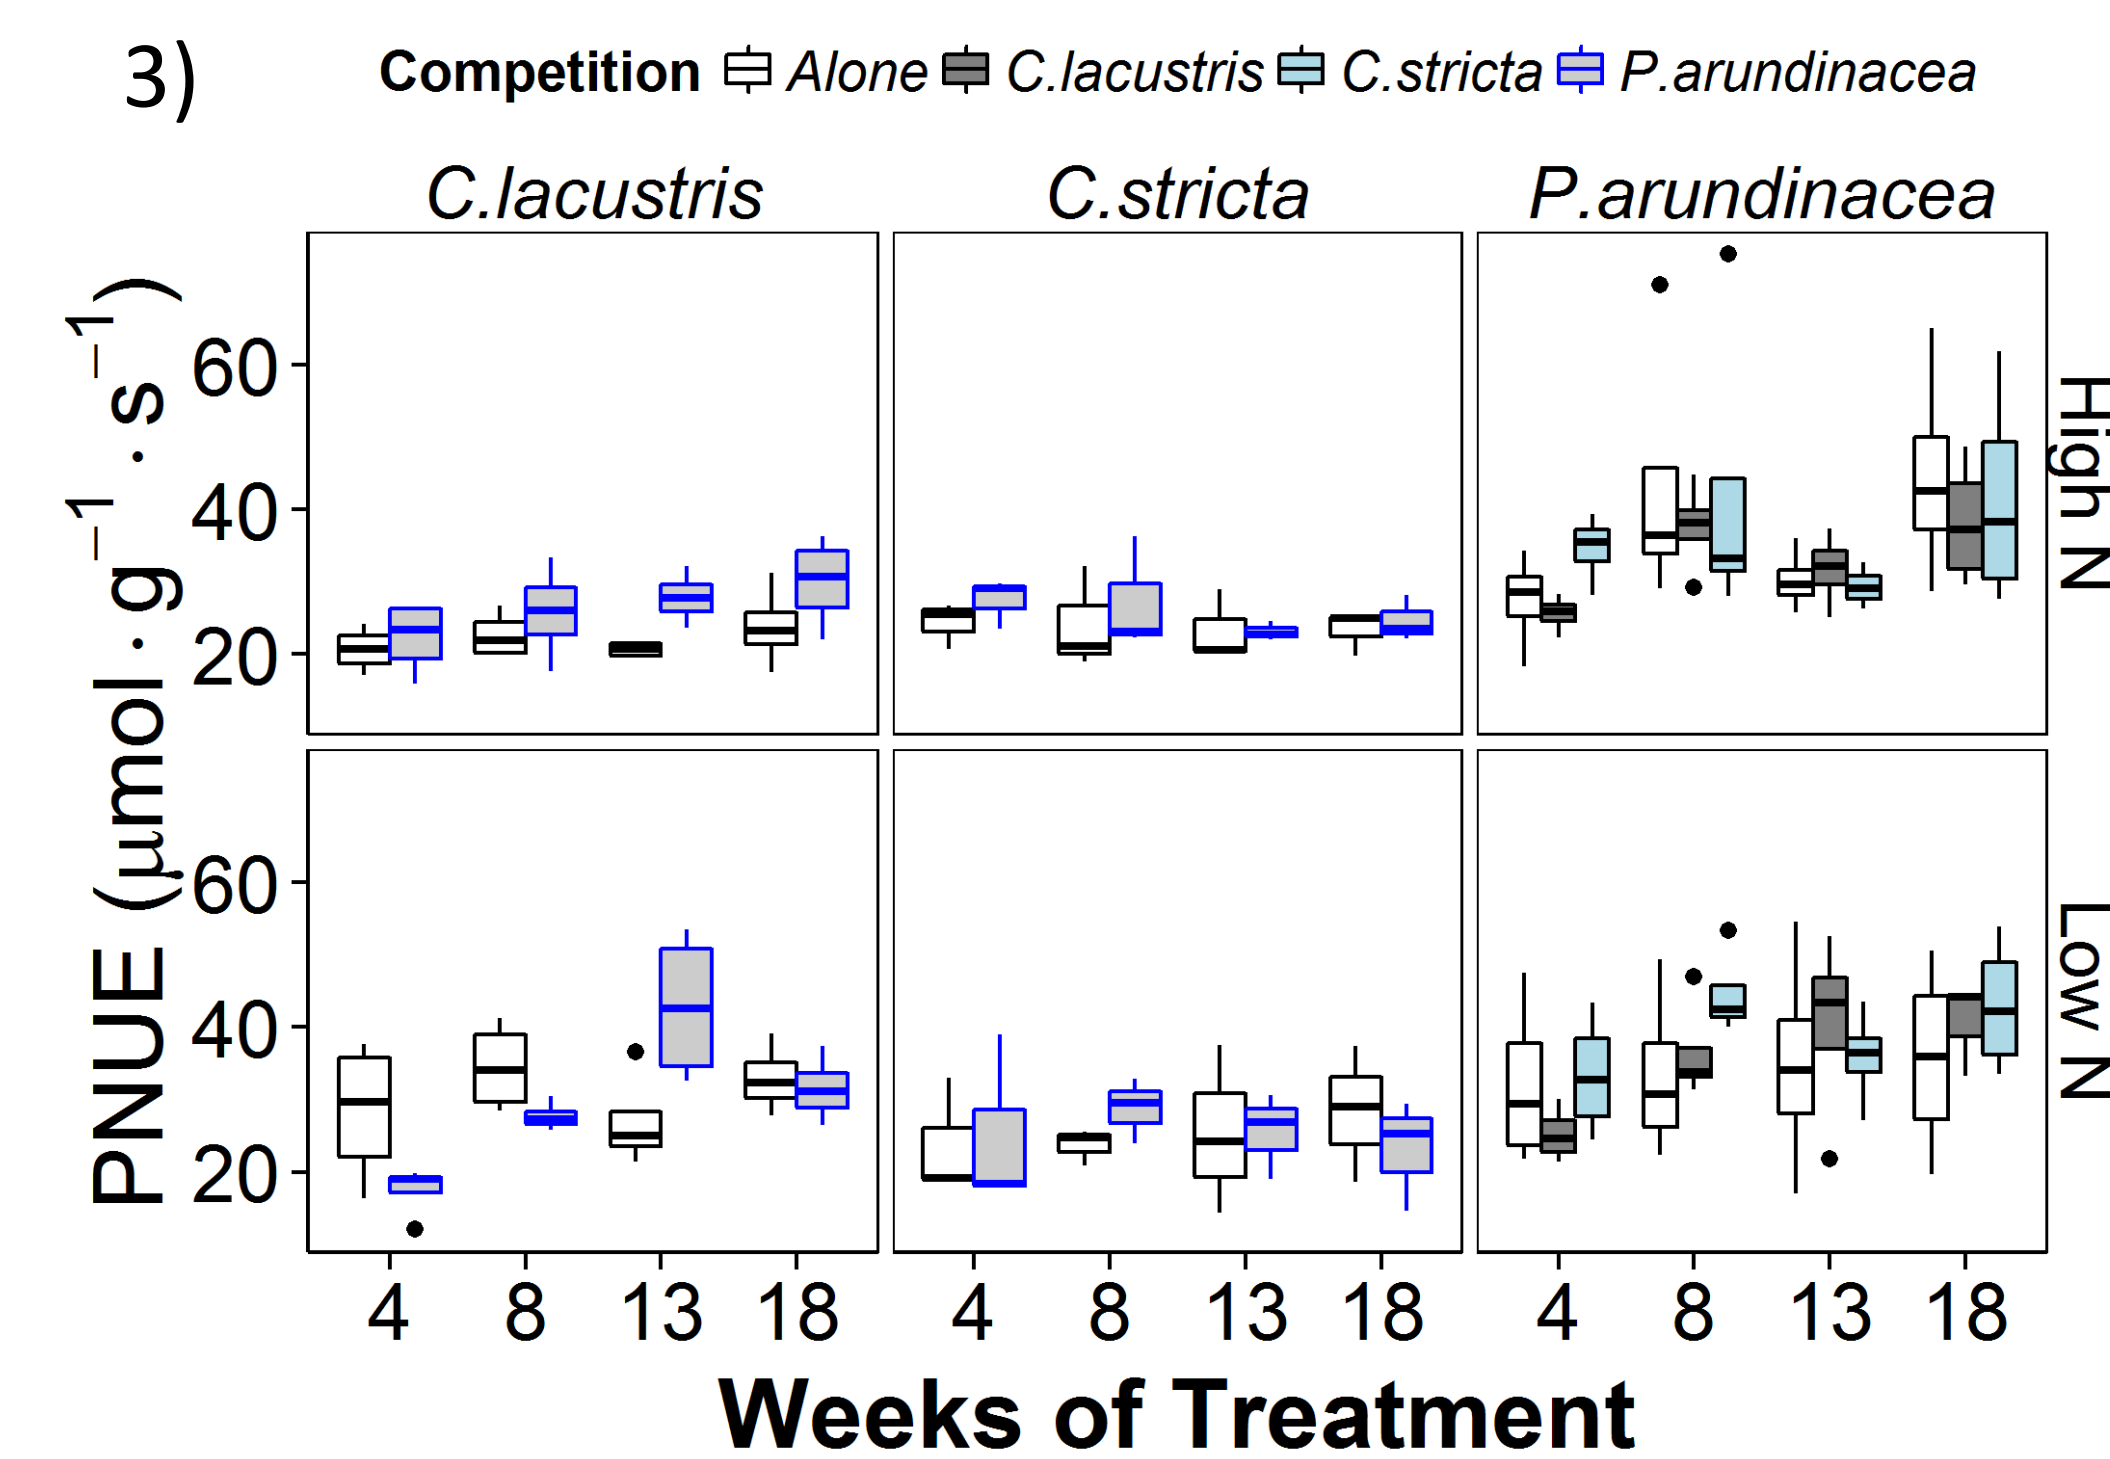 3)
Competition Alone C.lacustris C.stricta P.arundinacea
C.lacustris C.stricta P.arundinacea
PNUE (μmol · g⁻¹ · s⁻¹)
60
40
20
High N
60
40
20
Low N
4 8 13 18 4 8 13 18 4 8 13 18
Weeks of Treatment